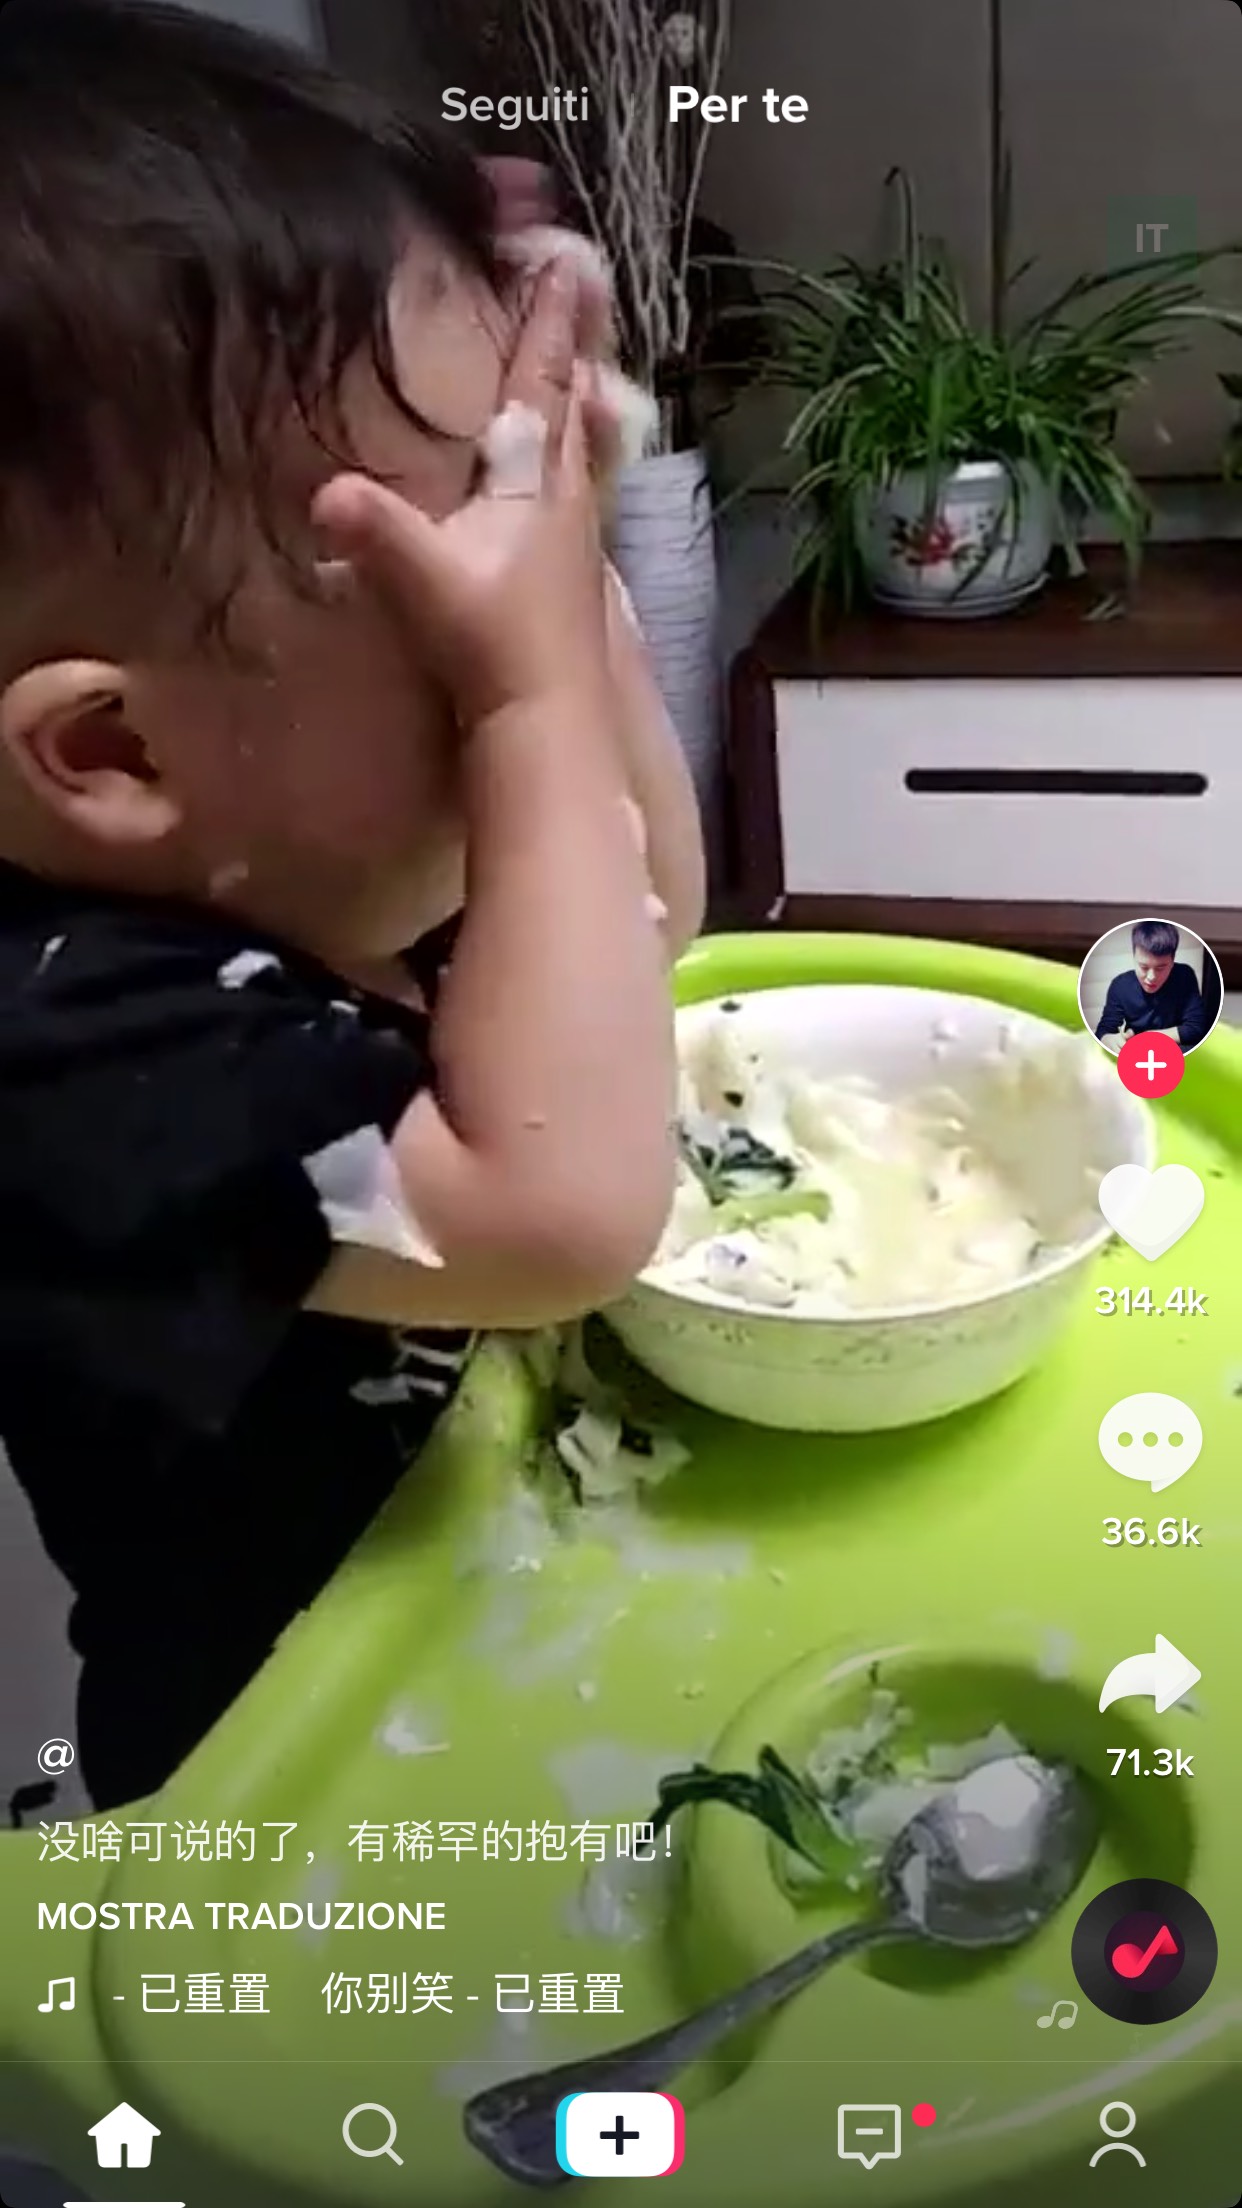 Seguiti Per te
IT
314.4k
36.6k
71.3k
@
没啥可说的了，有稀罕的抱有吧！
MOSTRA TRADUZIONE
- 已重置 你别笑 - 已重置